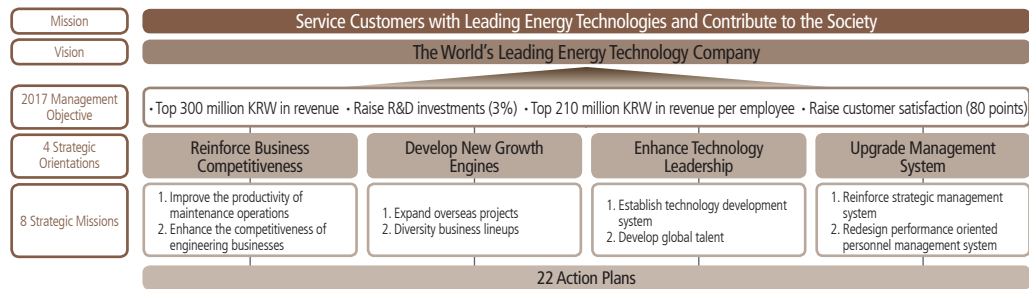 Mission
Service Customers with Leading Energy Technologies and Contribute to the Society
Vision
The World's Leading Energy Technology Company
2017 Management
Objective
· Top 300 million KRW in revenue · Raise R&D investments (3%) · Top 210 million KRW in revenue per employee · Raise customer satisfaction (80 points)
4 Strategic
Orientations
Reinforce Business
Competitiveness
Develop New Growth
Engines
Enhance Technology
Leadership
Upgrade Management
System
8 Strategic Missions
1. Improve the productivity of
maintenance operations
2. Enhance the competitiveness of
engineering businesses
1. Expand overseas projects
2. Diversity business lineups
1. Establish technology development
system
2. Develop global talent
1. Reinforce strategic management
system
2. Redesign performance oriented
personnel management system
22 Action Plans